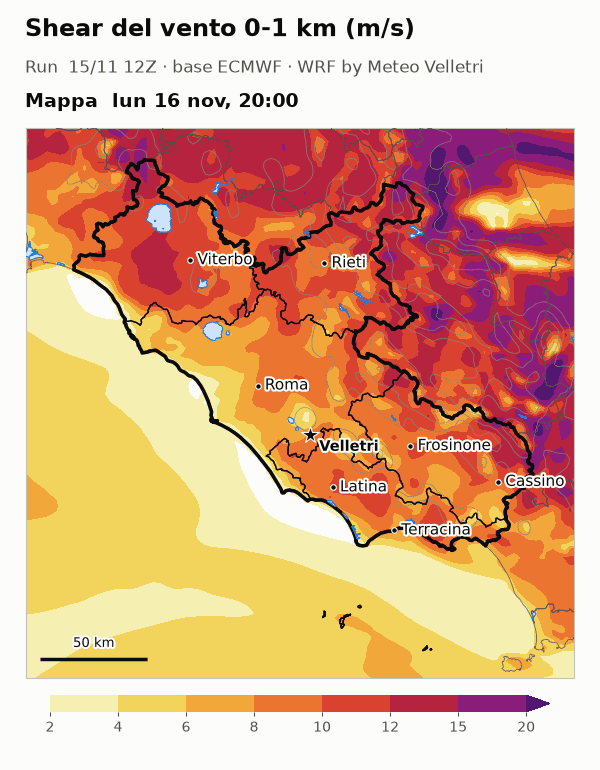 Shear del vento 0-1 km (m/s)
Run 15/11 12Z · base ECMWF · WRF by Meteo Velletri
Mappa lun 16 nov, 20:00
Viterbo
Rieti
Roma
Velletri
Frosinone
Cassino
Latina
Terracina
50 km
2 4 6 8 10 12 15 20